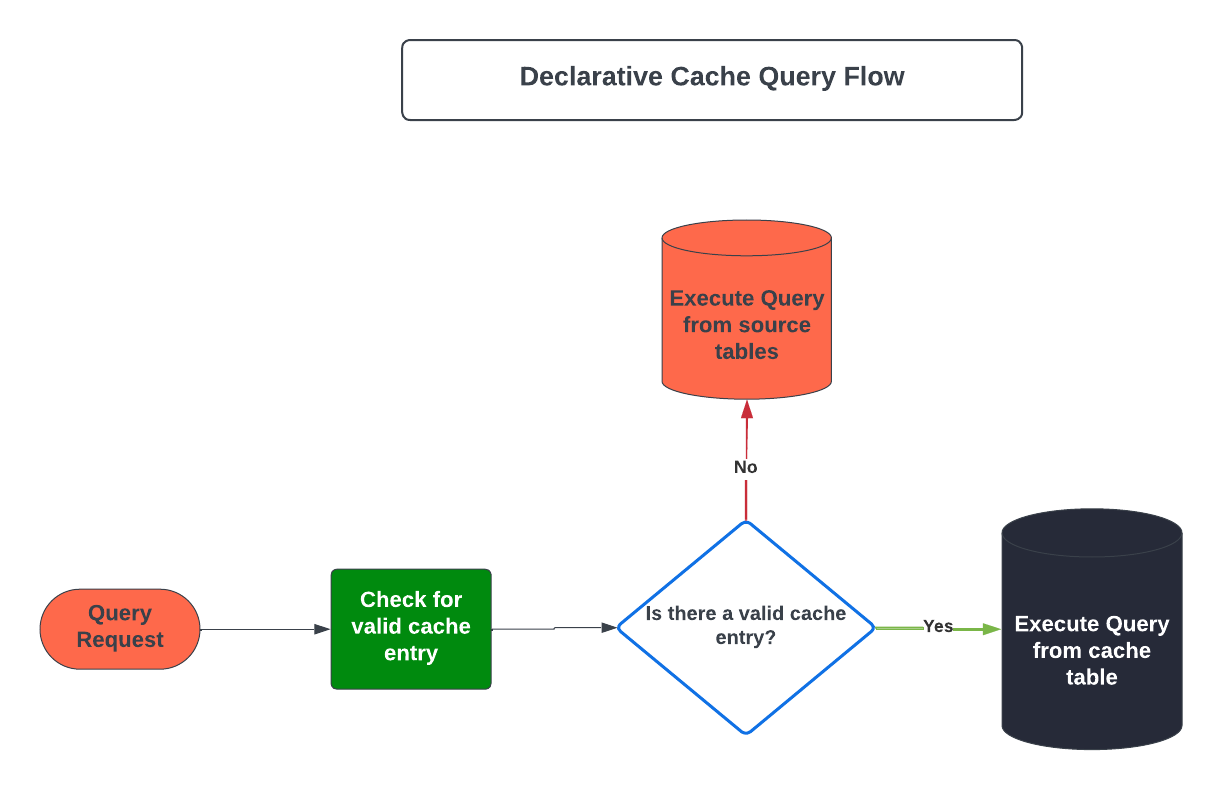 Declarative Cache Query Flow
Execute Query
from source
tables
No
Query
Request
Check for
valid cache
entry
Is there a valid cache
entry?
Yes
Execute Query
from cache
table